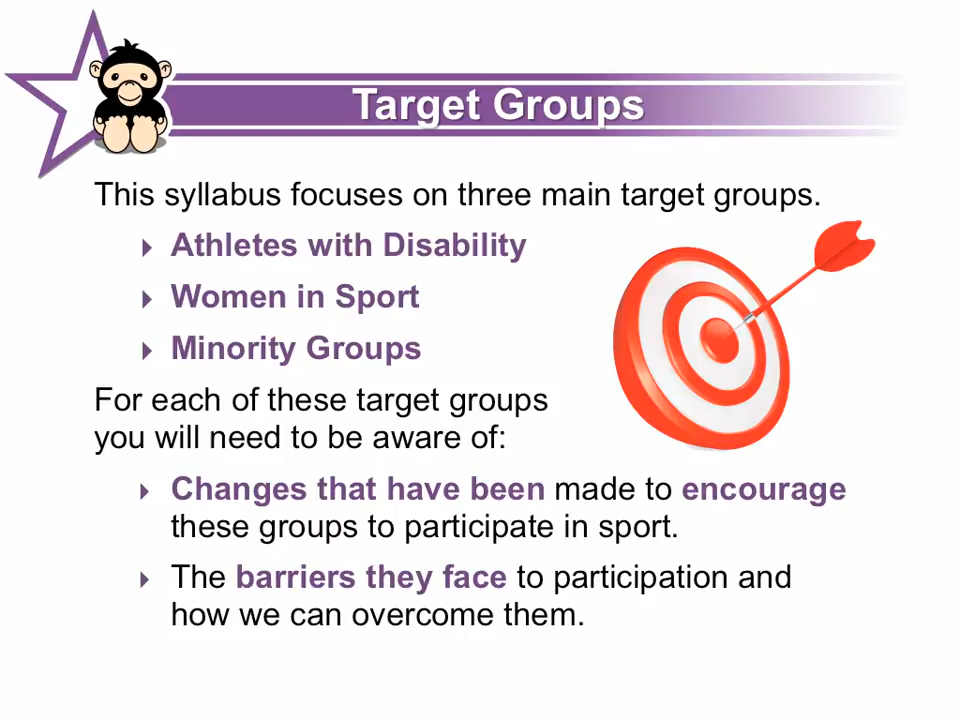 Target Groups
This syllabus focuses on three main target groups.
Athletes with Disability
Women in Sport
Minority Groups
For each of these target groups
you will need to be aware of:
Changes that have been made to encourage
these groups to participate in sport.
The barriers they face to participation and
how we can overcome them.